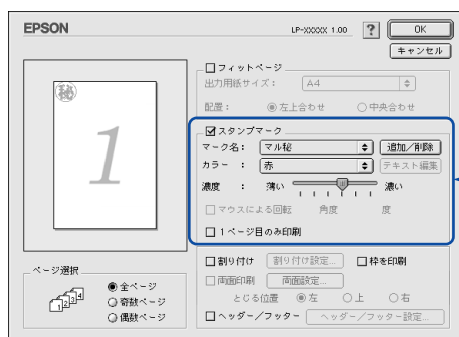 EPSON
LP-XXXXX 1.00
?
OK
キャンセル
フィットページ
出力用紙サイズ: A4
配置: 左上合わせ 中央合わせ
㊙
1
スタンプマーク
マーク名: マル秘 追加/削除
カラー : 赤 テキスト編集
濃度 : 薄い 濃い
マウスによる回転 角度 度
1ページ目のみ印刷
割り付け 割り付け設定... 枠を印刷
両面印刷 両面設定...
とじる位置 左 上 右
ヘッダー/フッター ヘッダー/フッター設定...
ページ選択
1 2 3 4
全ページ
奇数ページ
偶数ページ